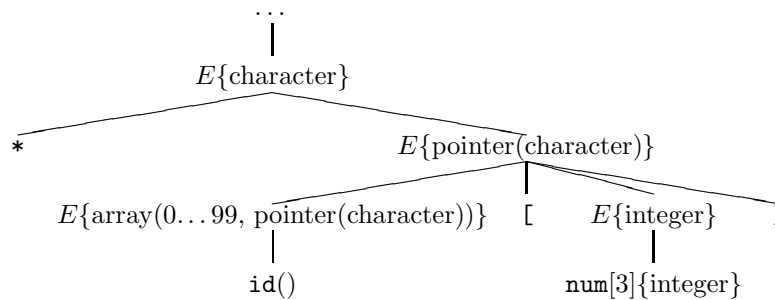 ...
E{character}
* E{pointer(character)}
E{array(0...99, pointer(character))} [ E{integer}
id() num[3]{integer}